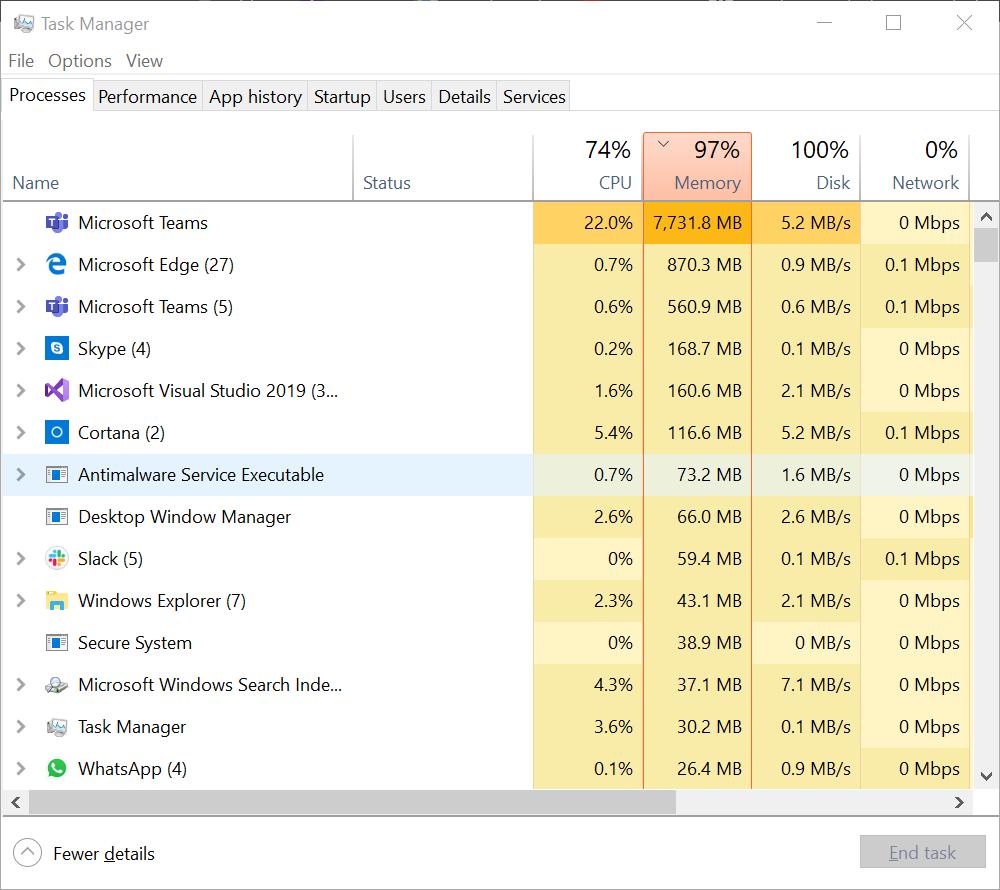 Task Manager
File Options View
Processes Performance App history Startup Users Details Services
74% 97% 100% 0%
Name Status CPU Memory Disk Network
Microsoft Teams 22.0% 7,731.8 MB 5.2 MB/s 0 Mbps
Microsoft Edge (27) 0.7% 870.3 MB 0.9 MB/s 0.1 Mbps
Microsoft Teams (5) 0.6% 560.9 MB 0.6 MB/s 0.1 Mbps
Skype (4) 0.2% 168.7 MB 0.1 MB/s 0 Mbps
Microsoft Visual Studio 2019 (3... 1.6% 160.6 MB 2.1 MB/s 0 Mbps
Cortana (2) 5.4% 116.6 MB 5.2 MB/s 0.1 Mbps
Antimalware Service Executable 0.7% 73.2 MB 1.6 MB/s 0 Mbps
Desktop Window Manager 2.6% 66.0 MB 2.6 MB/s 0 Mbps
Slack (5) 0% 59.4 MB 0.1 MB/s 0.1 Mbps
Windows Explorer (7) 2.3% 43.1 MB 2.1 MB/s 0 Mbps
Secure System 0% 38.9 MB 0 MB/s 0 Mbps
Microsoft Windows Search Inde... 4.3% 37.1 MB 7.1 MB/s 0 Mbps
Task Manager 3.6% 30.2 MB 0.1 MB/s 0 Mbps
WhatsApp (4) 0.1% 26.4 MB 0.9 MB/s 0 Mbps
Fewer details End task